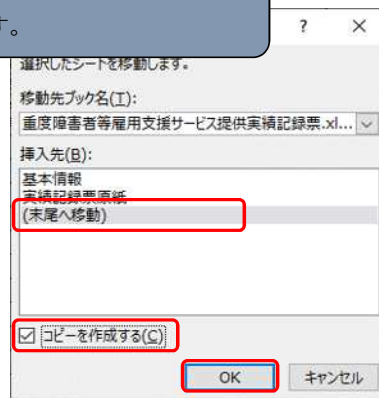 す。
? ×
選択したシートを移動します。
移動先ブック名(T):
重度障害者等雇用支援サービス提供実績記録票.xl...
挿入先(B):
基本情報
実績記録票原紙
(末尾へ移動)
コピーを作成する(C)
OK キャンセル